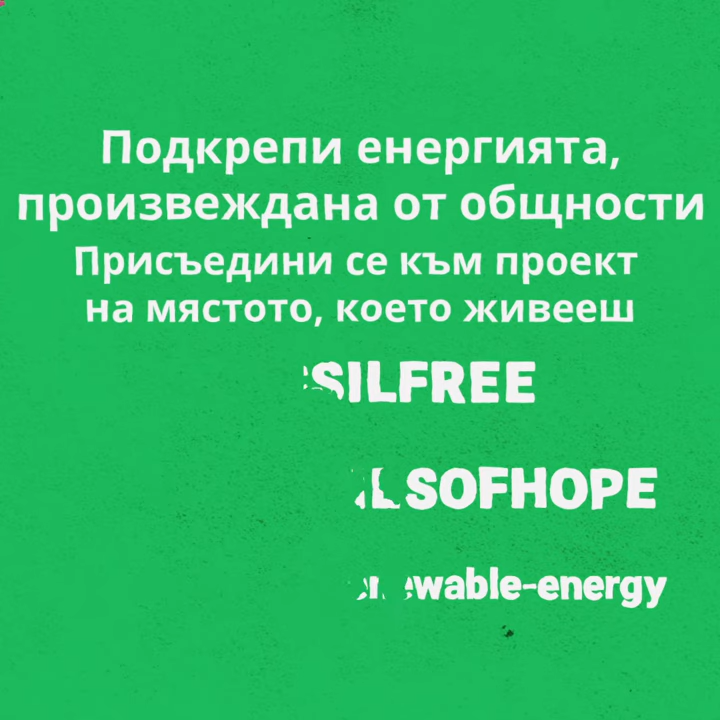 Подкрепи енергията,
произвеждана от общности
Присъедини се към проект
на мястото, което живееш
SILFREE
SOFHOPE
wable-energy